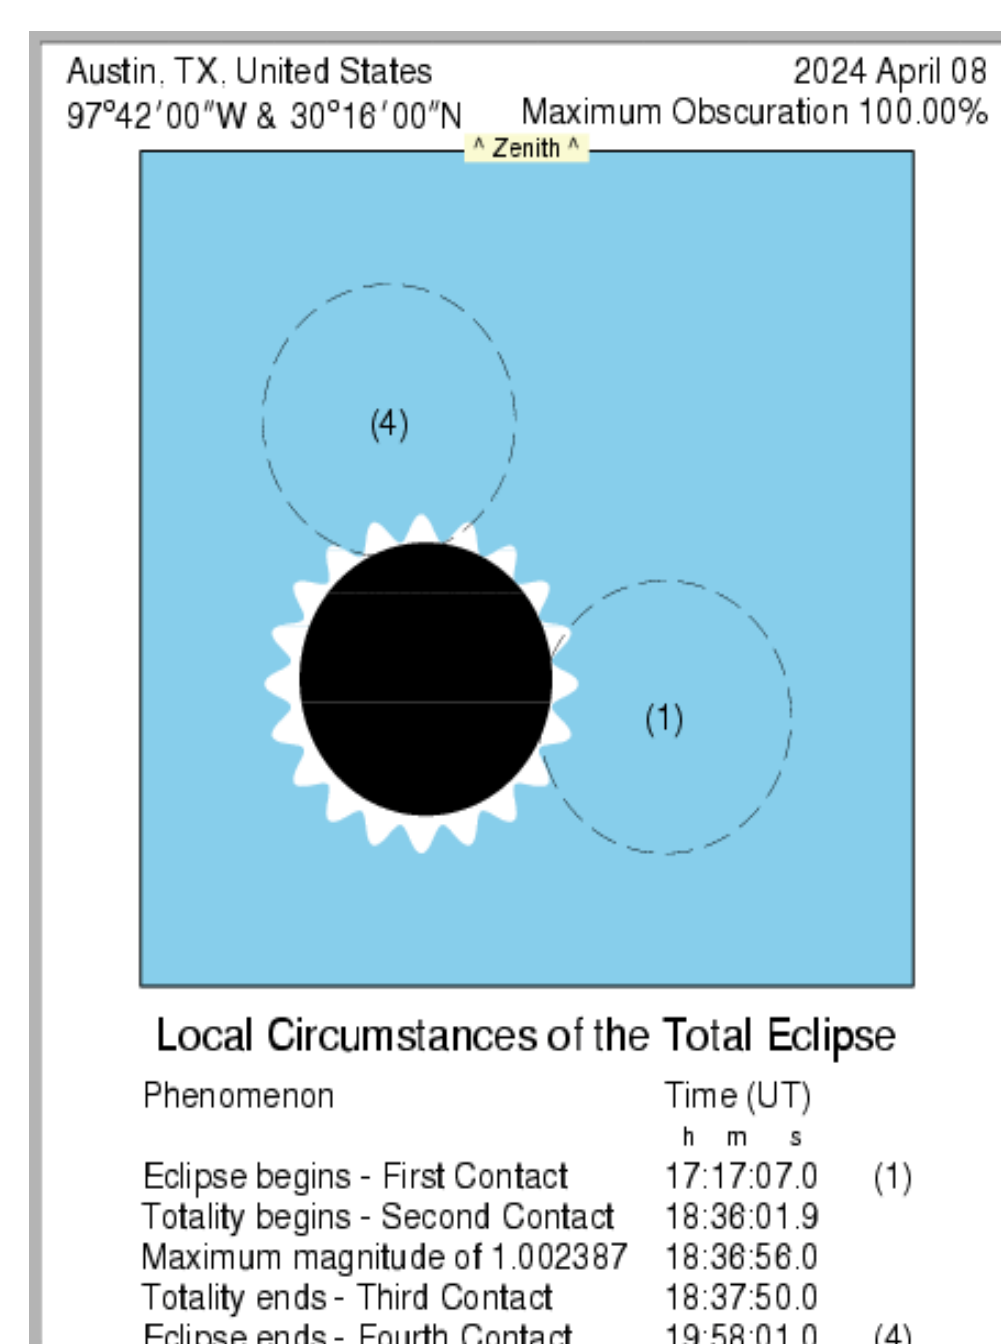 Austin, TX, United States 2024 April 08
97°42′00″W & 30°16′00″N Maximum Obscuration 100.00%
^ Zenith ^
(4)
(1)
Local Circumstances of the Total Eclipse
Phenomenon Time (UT)
h m s
Eclipse begins - First Contact 17:17:07.0 (1)
Totality begins - Second Contact 18:36:01.9
Maximum magnitude of 1.002387 18:36:56.0
Totality ends - Third Contact 18:37:50.0
Eclipse ends - Fourth Contact 19:58:01.0 (4)